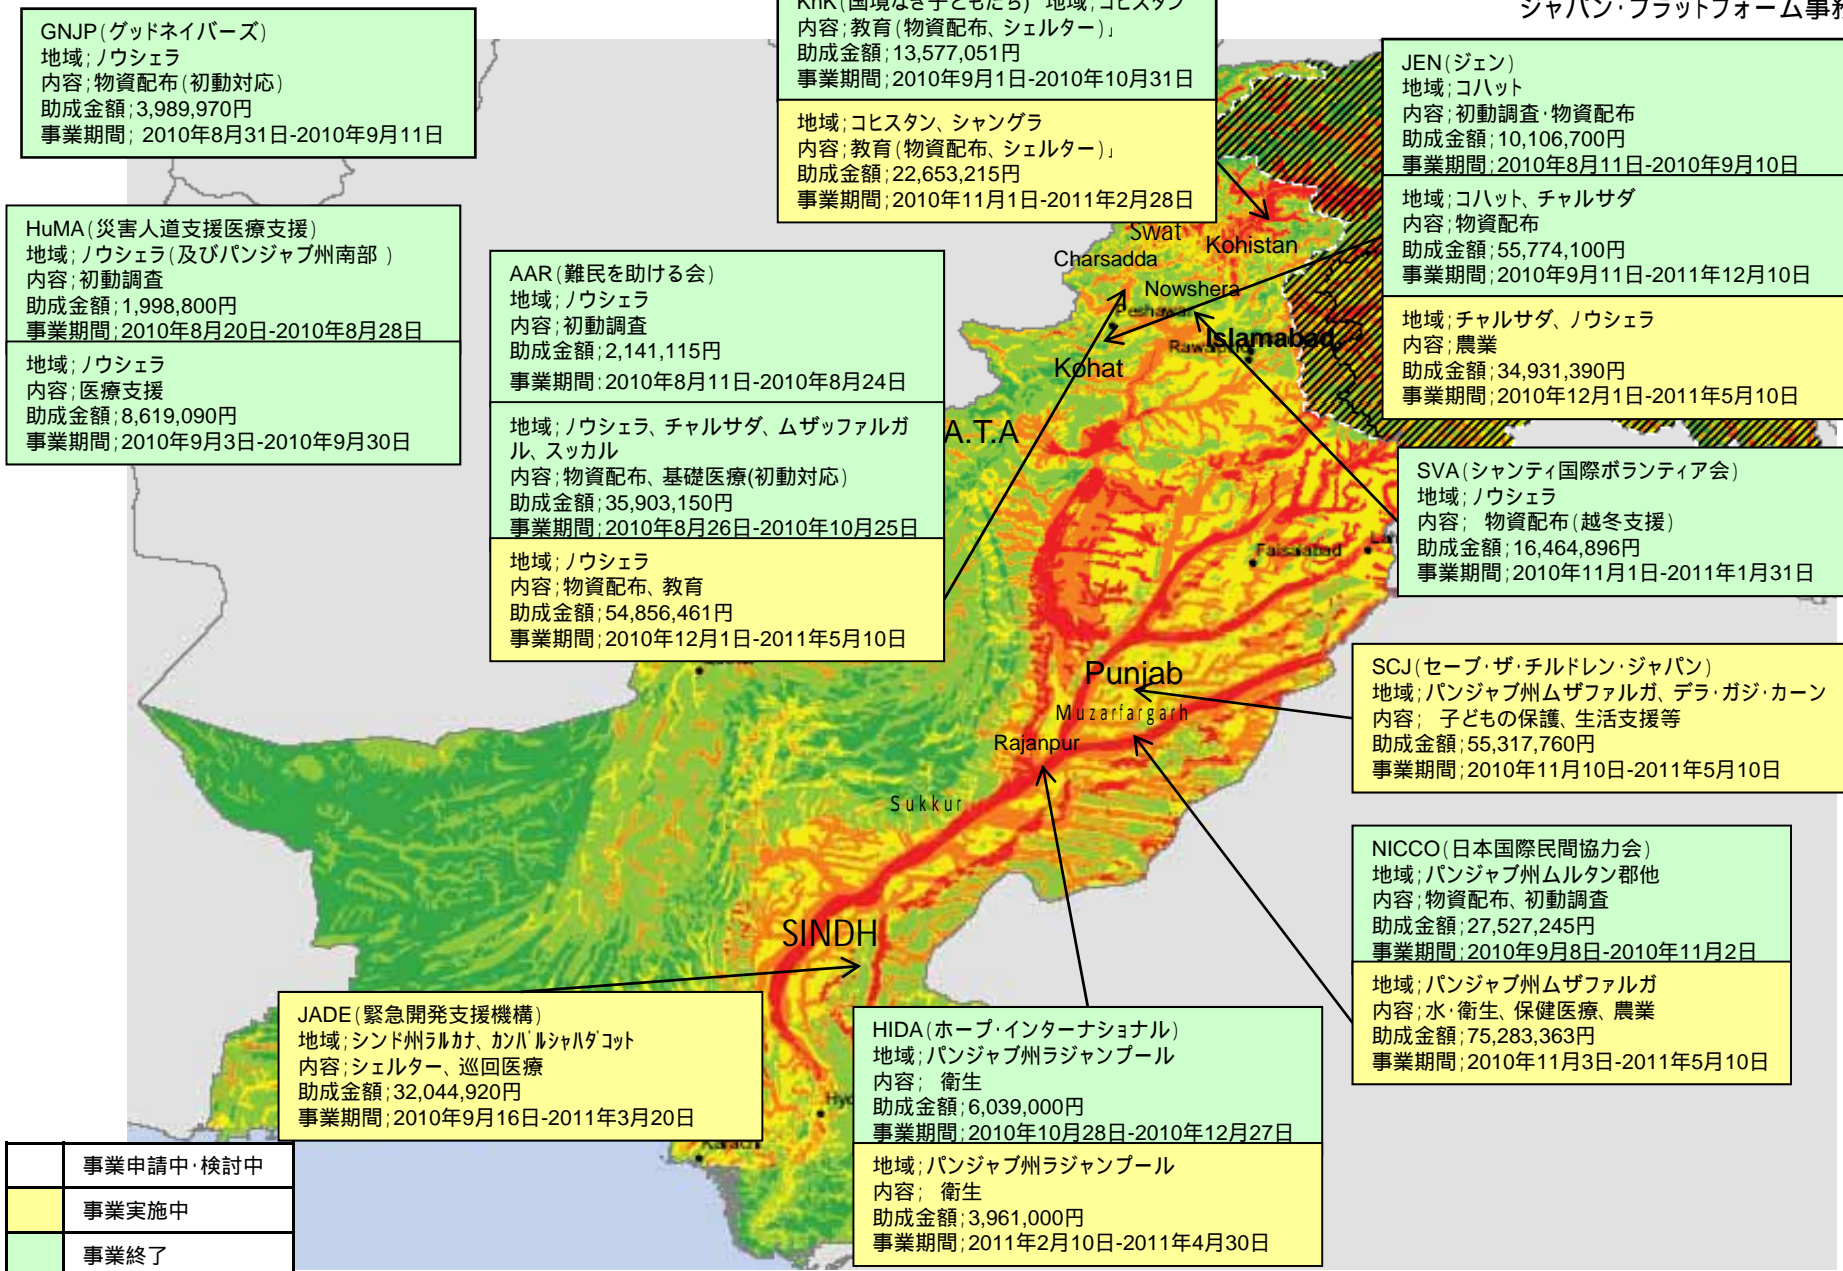 ジャパン・プラットフォーム事務
GNJP(グッドネイバーズ)
地域;ノウシェラ
内容;物資配布(初動対応)
助成金額;3,989,970円
事業期間; 2010年8月31日-2010年9月11日
KnK(国境なき子どもたち) 地域;コヒスタン
内容;教育(物資配布、シェルター)」
助成金額;13,577,051円
事業期間;2010年9月1日-2010年10月31日
地域;コヒスタン、シャングラ
内容;教育(物資配布、シェルター)」
助成金額;22,653,215円
事業期間;2010年11月1日-2011年2月28日
JEN(ジェン)
地域;コハット
内容;初動調査・物資配布
助成金額;10,106,700円
事業期間;2010年8月11日-2010年9月10日
地域;コハット、チャルサダ
内容;物資配布
助成金額;55,774,100円
事業期間;2010年9月11日-2011年12月10日
地域;チャルサダ、ノウシェラ
内容;農業
助成金額;34,931,390円
事業期間;2010年12月1日-2011年5月10日
HuMA(災害人道支援医療支援)
地域;ノウシェラ(及びパンジャブ州南部 )
内容;初動調査
助成金額;1,998,800円
事業期間;2010年8月20日-2010年8月28日
地域;ノウシェラ
内容;医療支援
助成金額;8,619,090円
事業期間;2010年9月3日-2010年9月30日
AAR(難民を助ける会)
地域;ノウシェラ
内容;初動調査
助成金額;2,141,115円
事業期間:2010年8月11日-2010年8月24日
地域;ノウシェラ、チャルサダ、ムザッファルガ
ル、スッカル
内容;物資配布、基礎医療(初動対応)
助成金額;35,903,150円
事業期間;2010年8月26日-2010年10月25日
地域;ノウシェラ
内容;物資配布、教育
助成金額;54,856,461円
事業期間;2010年12月1日-2011年5月10日
Swat
Kohistan
Charsadda
Nowshera
Peshawar
Islamabad
Kohat
A.T.A
SVA(シャンティ国際ボランティア会)
地域;ノウシェラ
内容; 物資配布(越冬支援)
助成金額;16,464,896円
事業期間;2010年11月1日-2011年1月31日
Faisalabad
Punjab
Muzarfargarh
Rajanpur
Sukkur
SINDH
SCJ(セーブ・ザ・チルドレン・ジャパン)
地域;パンジャブ州ムザファルガ、デラ・ガジ・カーン
内容; 子どもの保護、生活支援等
助成金額;55,317,760円
事業期間;2010年11月10日-2011年5月10日
NICCO(日本国際民間協力会)
地域;パンジャブ州ムルタン郡他
内容;物資配布、初動調査
助成金額;27,527,245円
事業期間;2010年9月8日-2010年11月2日
地域;パンジャブ州ムザファルガ
内容;水・衛生、保健医療、農業
助成金額;75,283,363円
事業期間;2010年11月3日-2011年5月10日
JADE(緊急開発支援機構)
地域;シンド州ﾗﾙｶﾅ、ｶﾝﾊﾞﾙｼｬﾊﾀﾞｺｯﾄ
内容;シェルター、巡回医療
助成金額;32,044,920円
事業期間;2010年9月16日-2011年3月20日
HIDA(ホープ・インターナショナル)
地域;パンジャブ州ラジャンプール
内容; 衛生
助成金額;6,039,000円
事業期間;2010年10月28日-2010年12月27日
地域;パンジャブ州ラジャンプール
内容; 衛生
助成金額;3,961,000円
事業期間;2011年2月10日-2011年4月30日
Hyd
事業申請中・検討中
事業実施中
事業終了